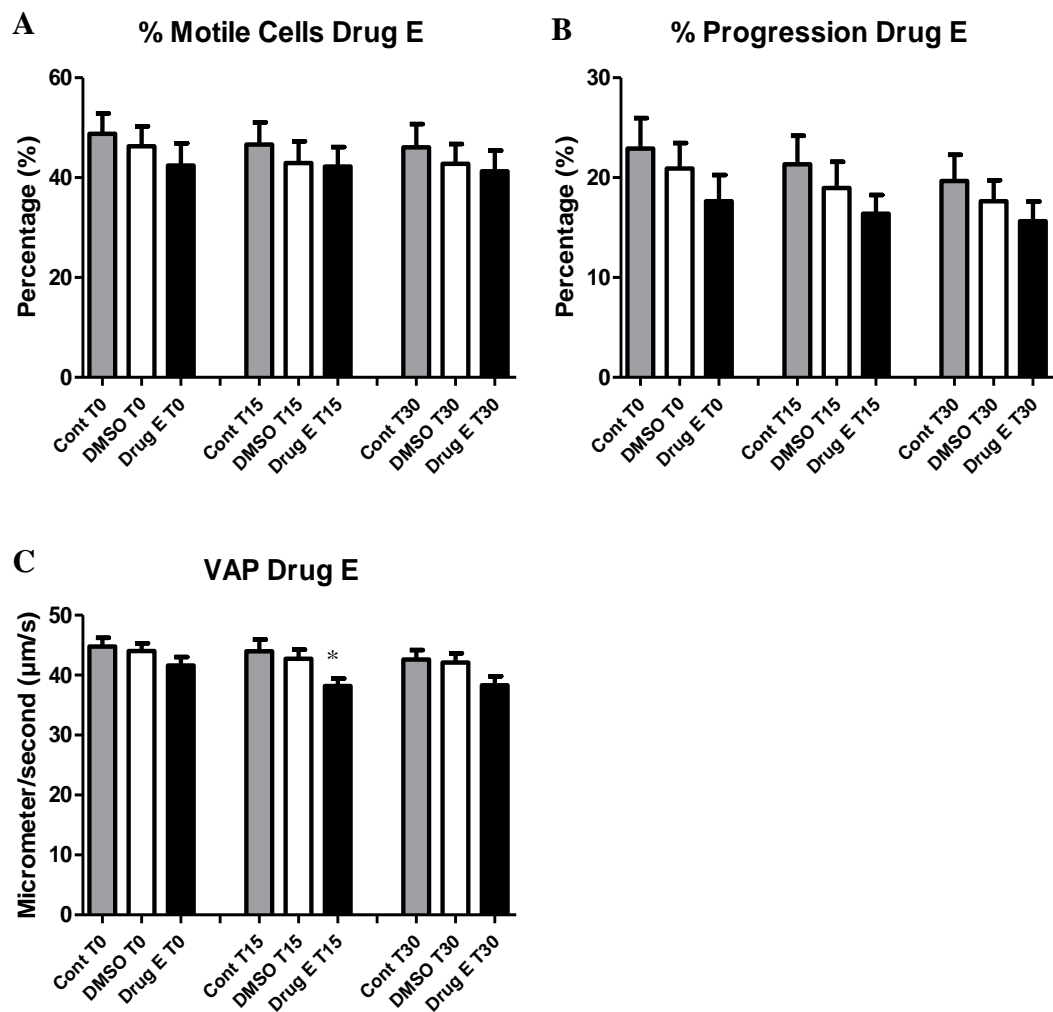 A
% Motile Cells Drug E
Percentage (%)
60
40
20
0
Cont T0
DMSO T0
Drug E T0
Cont T15
DMSO T15
Drug E T15
Cont T30
DMSO T30
Drug E T30
B
% Progression Drug E
Percentage (%)
30
20
10
0
Cont T0
DMSO T0
Drug E T0
Cont T15
DMSO T15
Drug E T15
Cont T30
DMSO T30
Drug E T30
C
VAP Drug E
Micrometer/second (µm/s)
50
40
30
20
10
0
*
Cont T0
DMSO T0
Drug E T0
Cont T15
DMSO T15
Drug E T15
Cont T30
DMSO T30
Drug E T30